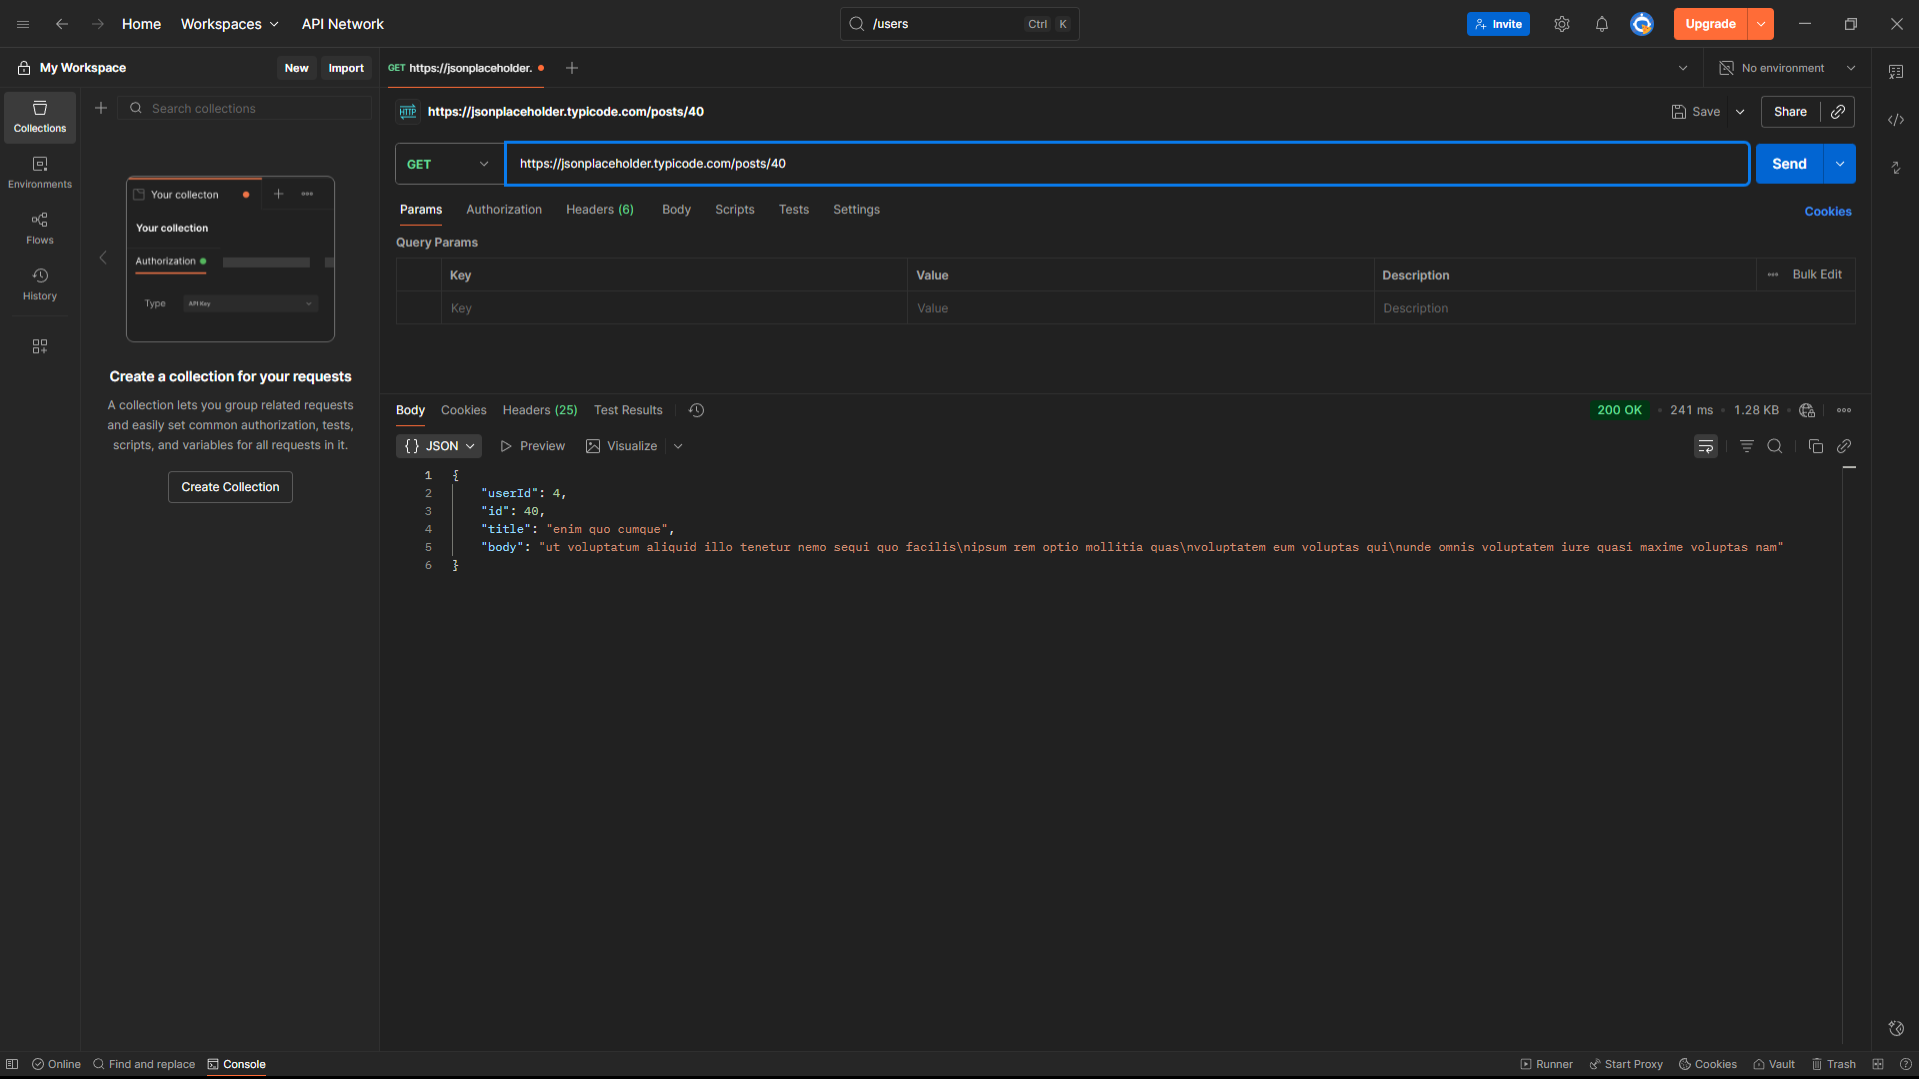 Home Workspaces API Network /users Ctrl K Invite Upgrade
My Workspace New Import GET https://jsonplaceholder. No environment
Collections
Environments
Flows
History
Search collections
Your collecton
Your collection
Authorization
Type API Key
Create a collection for your requests
A collection lets you group related requests
and easily set common authorization, tests,
scripts, and variables for all requests in it.
Create Collection
HTTP https://jsonplaceholder.typicode.com/posts/40 Save Share
GET https://jsonplaceholder.typicode.com/posts/40 Send
Params Authorization Headers (6) Body Scripts Tests Settings Cookies
Query Params
Key Value Description Bulk Edit
Key Value Description
Body Cookies Headers (25) Test Results 200 OK 241 ms 1.28 KB
{} JSON Preview Visualize
1 {
2 "userId": 4,
3 "id": 40,
4 "title": "enim quo cumque",
5 "body": "ut voluptatum aliquid illo tenetur nemo sequi quo facilis\nipsum rem optio mollitia quas\nvoluptatem eum voluptas qui\nunde omnis voluptatem iure quasi maxime voluptas nam"
6 }
Online Find and replace Console Runner Start Proxy Cookies Vault Trash